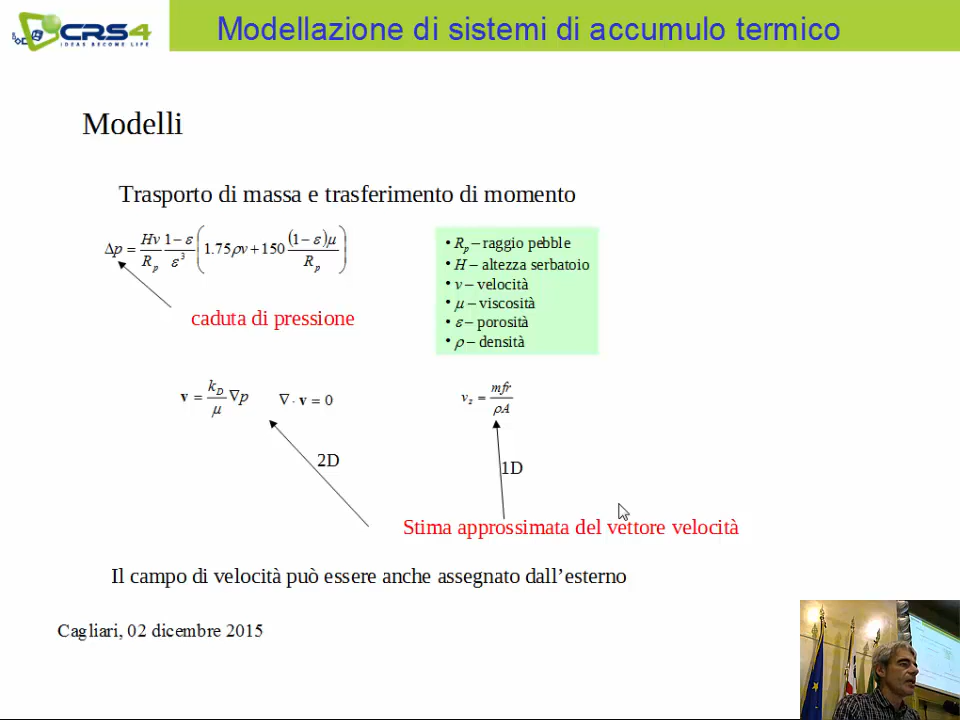 CRS4
IDEAS BECOME LIFE
Modellazione di sistemi di accumulo termico
Modelli
Trasporto di massa e trasferimento di momento
Δp = Hv/R_p 1−ε/ε³ (1.75ρv+150 (1−ε)μ/R_p)
• R_p – raggio pebble
• H – altezza serbatoio
• v – velocità
• μ – viscosità
• ε – porosità
• ρ – densità
caduta di pressione
v = k_D/μ ∇p ∇·v = 0 v_z = mfr/ρA
2D
1D
Stima approssimata del vettore velocità
Il campo di velocità può essere anche assegnato dall’esterno
Cagliari, 02 dicembre 2015